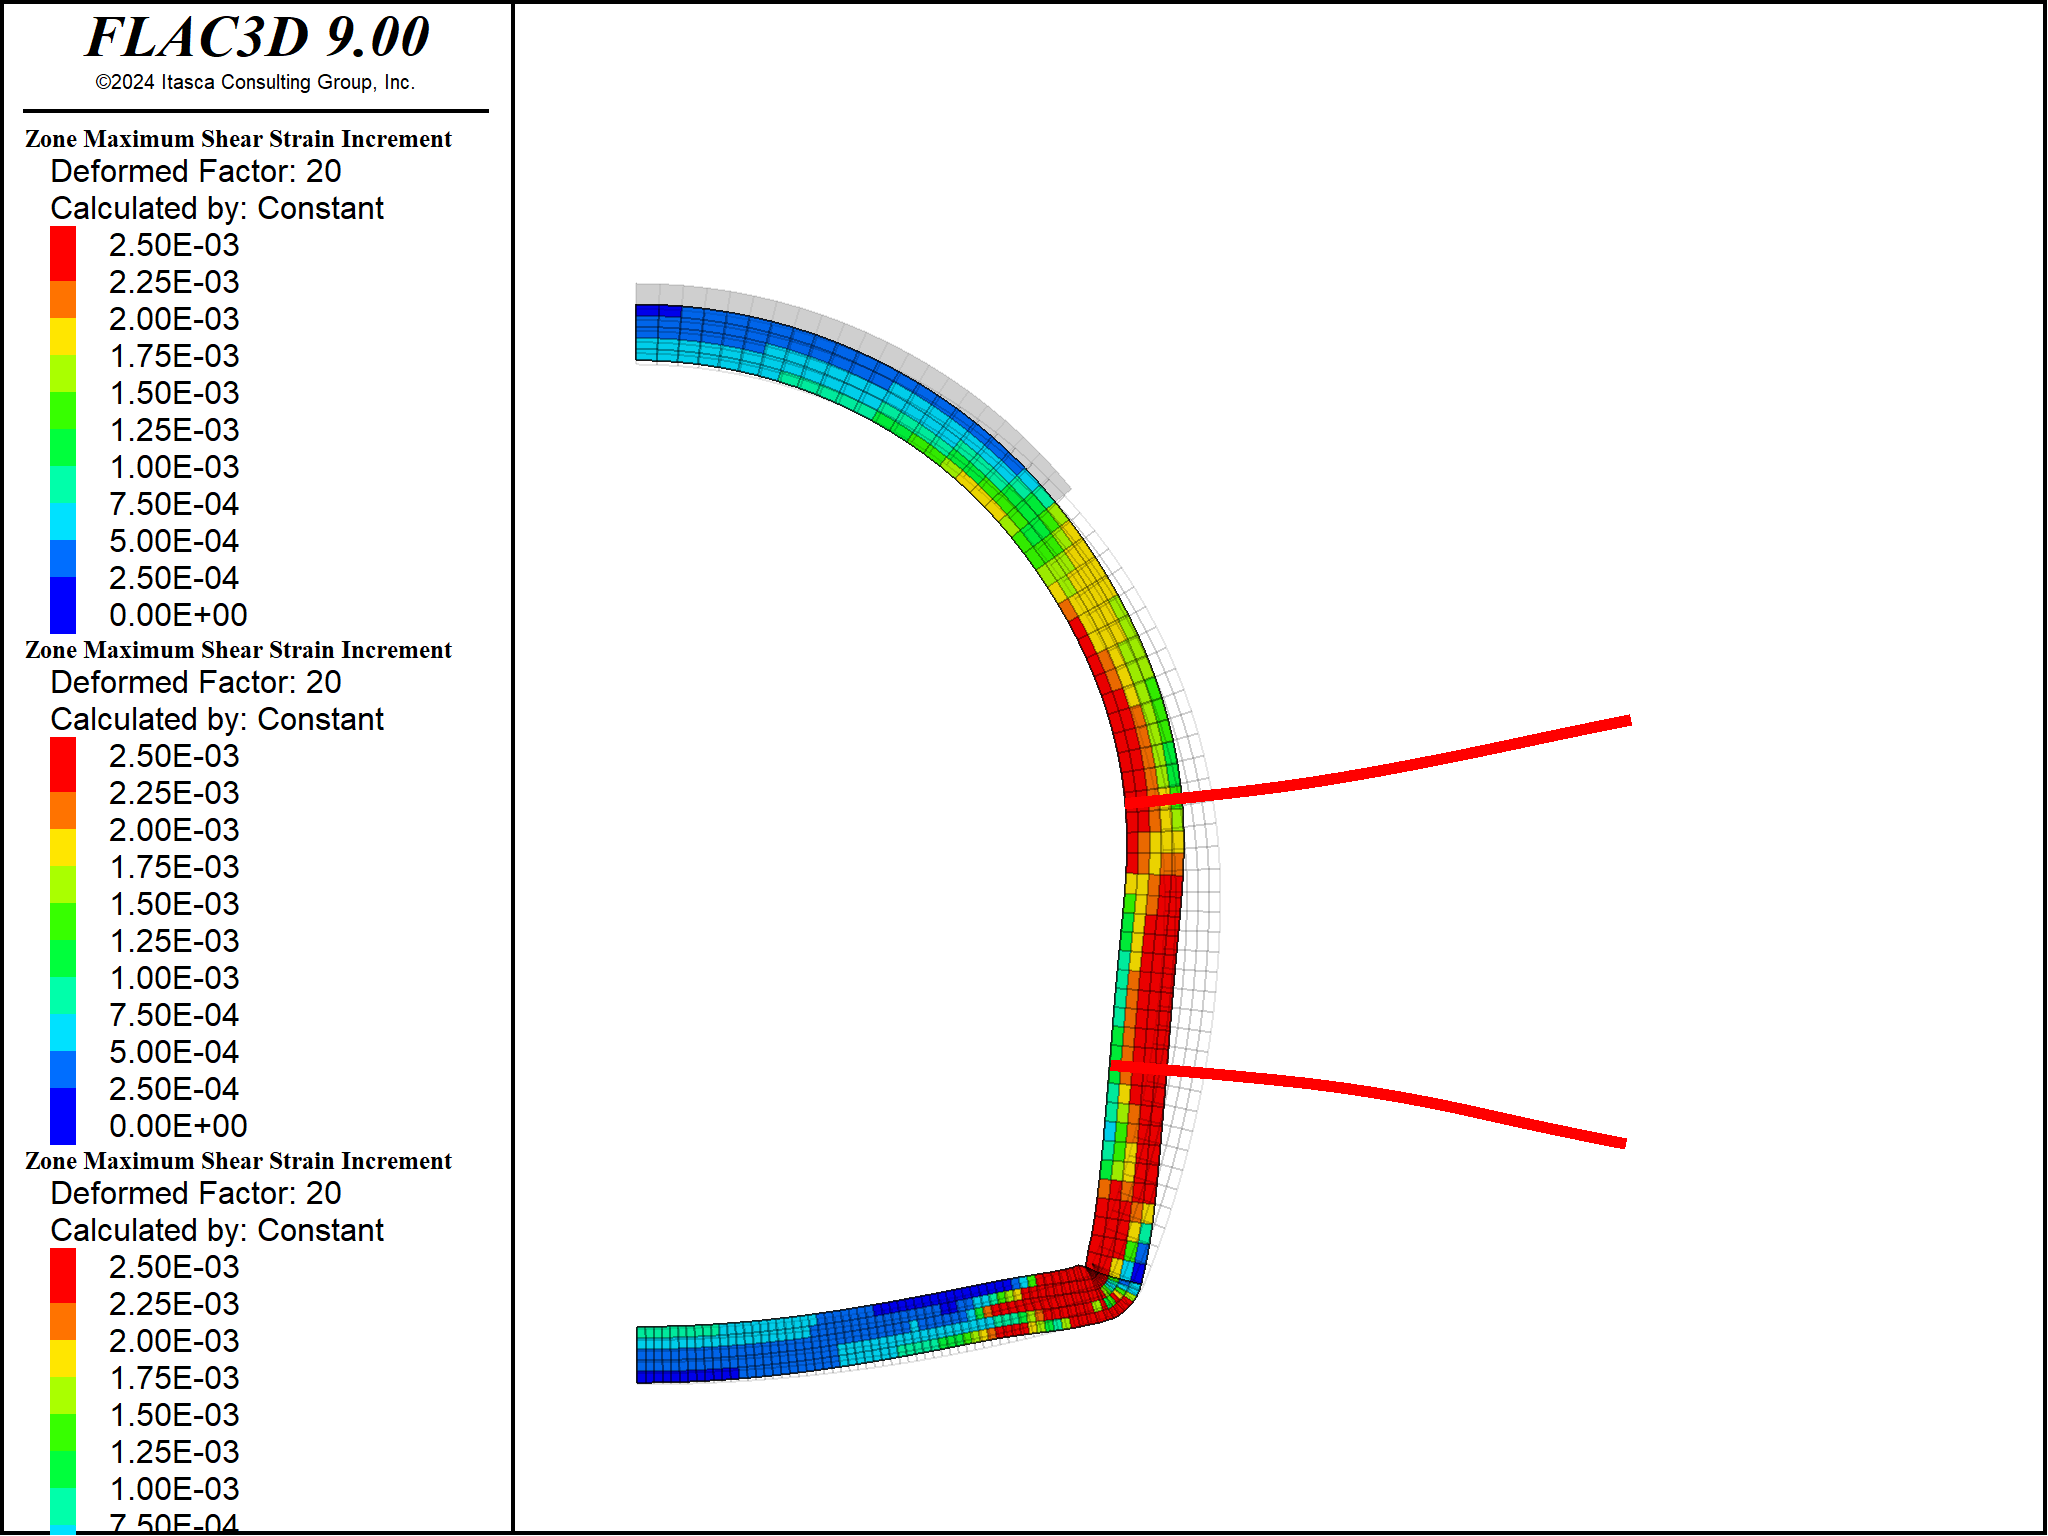 FLAC3D 9.00
©2024 Itasca Consulting Group, Inc.
Zone Maximum Shear Strain Increment
Deformed Factor: 20
Calculated by: Constant
2.50E-03
2.25E-03
2.00E-03
1.75E-03
1.50E-03
1.25E-03
1.00E-03
7.50E-04
5.00E-04
2.50E-04
0.00E+00
Zone Maximum Shear Strain Increment
Deformed Factor: 20
Calculated by: Constant
2.50E-03
2.25E-03
2.00E-03
1.75E-03
1.50E-03
1.25E-03
1.00E-03
7.50E-04
5.00E-04
2.50E-04
0.00E+00
Zone Maximum Shear Strain Increment
Deformed Factor: 20
Calculated by: Constant
2.50E-03
2.25E-03
2.00E-03
1.75E-03
1.50E-03
1.25E-03
1.00E-03
7.50E-04